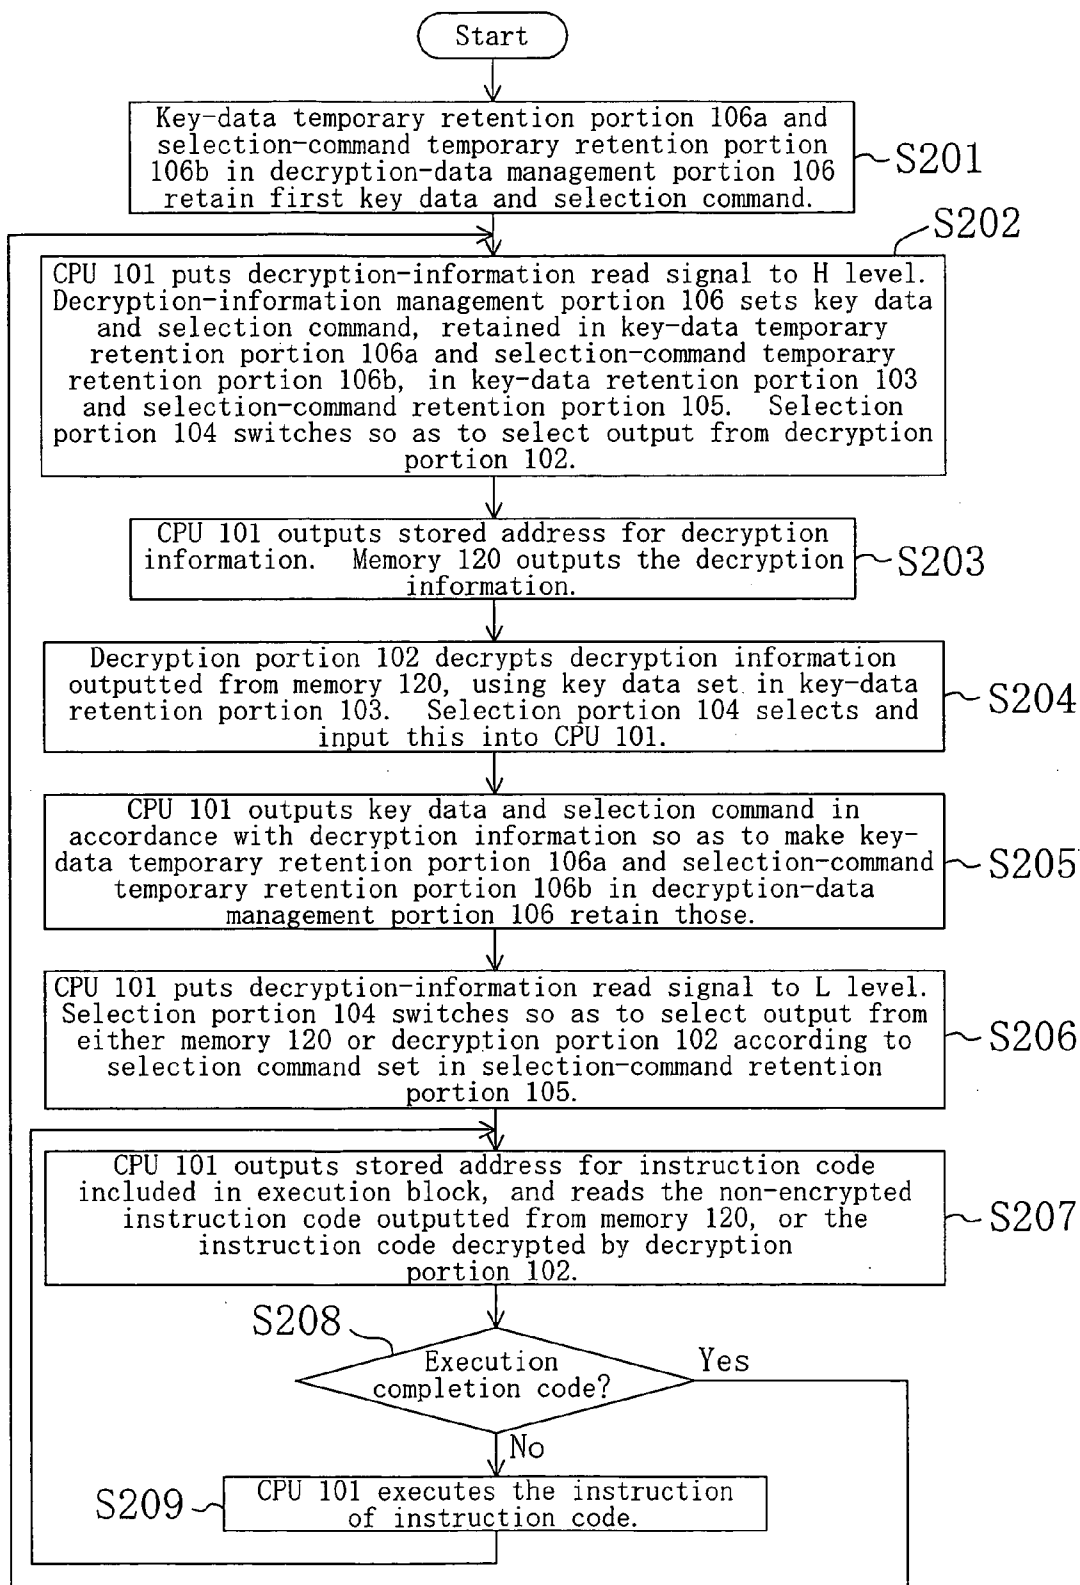 Start
Key-data temporary retention portion 106a and
selection-command temporary retention portion
106b in decryption-data management portion 106
retain first key data and selection command.
S201
S202
CPU 101 puts decryption-information read signal to H level.
Decryption-information management portion 106 sets key data
and selection command, retained in key-data temporary
retention portion 106a and selection-command temporary
retention portion 106b, in key-data retention portion 103
and selection-command retention portion 105. Selection
portion 104 switches so as to select output from decryption
portion 102.
CPU 101 outputs stored address for decryption
information. Memory 120 outputs the decryption
information.
S203
Decryption portion 102 decrypts decryption information
outputted from memory 120, using key data set in key-data
retention portion 103. Selection portion 104 selects and
input this into CPU 101.
S204
CPU 101 outputs key data and selection command in
accordance with decryption information so as to make key-
data temporary retention portion 106a and selection-command
temporary retention portion 106b in decryption-data
management portion 106 retain those.
S205
CPU 101 puts decryption-information read signal to L level.
Selection portion 104 switches so as to select output from
either memory 120 or decryption portion 102 according to
selection command set in selection-command retention
portion 105.
S206
CPU 101 outputs stored address for instruction code
included in execution block, and reads the non-encrypted
instruction code outputted from memory 120, or the
instruction code decrypted by decryption
portion 102.
S207
S208
Execution
completion code?
Yes
No
S209
CPU 101 executes the instruction
of instruction code.